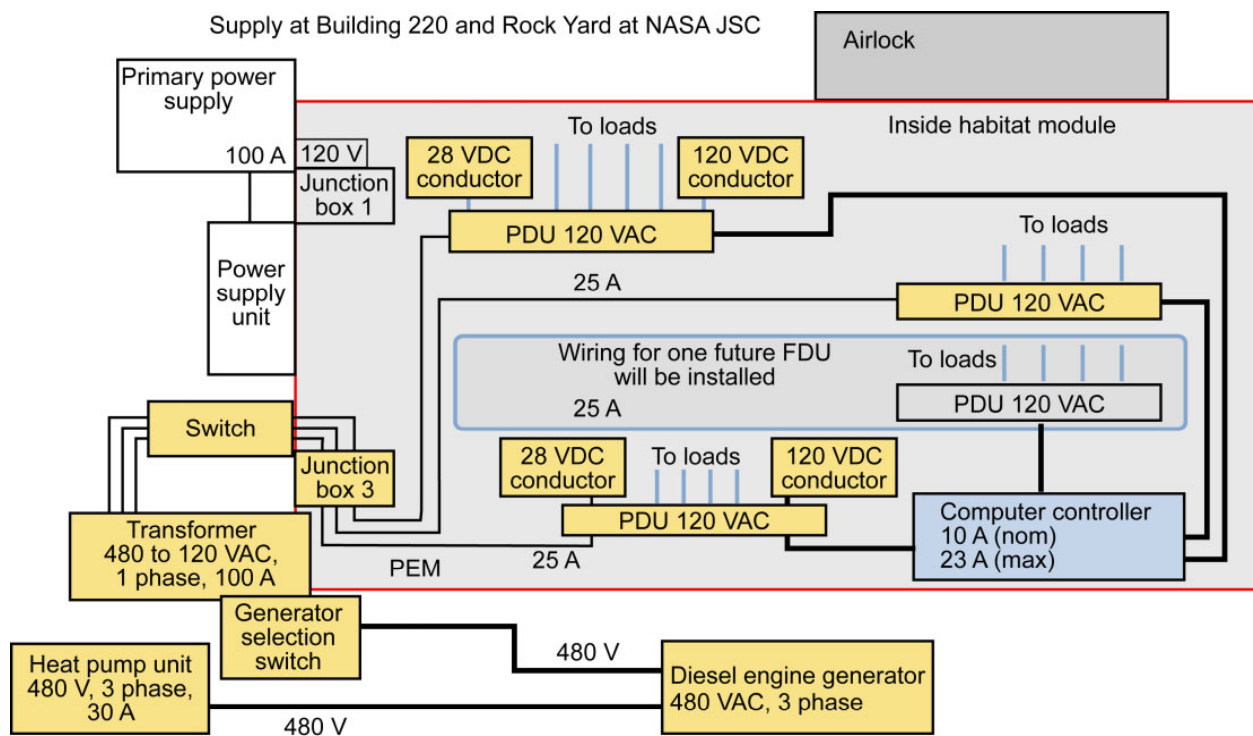 Supply at Building 220 and Rock Yard at NASA JSC
Airlock
Primary power
supply
100 A
120 V
Junction
box 1
Power
supply
unit
Inside habitat module
To loads
28 VDC
conductor
120 VDC
conductor
PDU 120 VAC
To loads
25 A
PDU 120 VAC
Wiring for one future FDU
will be installed
25 A
To loads
PDU 120 VAC
Switch
Junction
box 3
28 VDC
conductor
To loads
120 VDC
conductor
PDU 120 VAC
25 A
PEM
Computer controller
10 A (nom)
23 A (max)
Transformer
480 to 120 VAC,
1 phase, 100 A
Generator
selection
switch
480 V
Heat pump unit
480 V, 3 phase,
30 A
480 V
Diesel engine generator
480 VAC, 3 phase